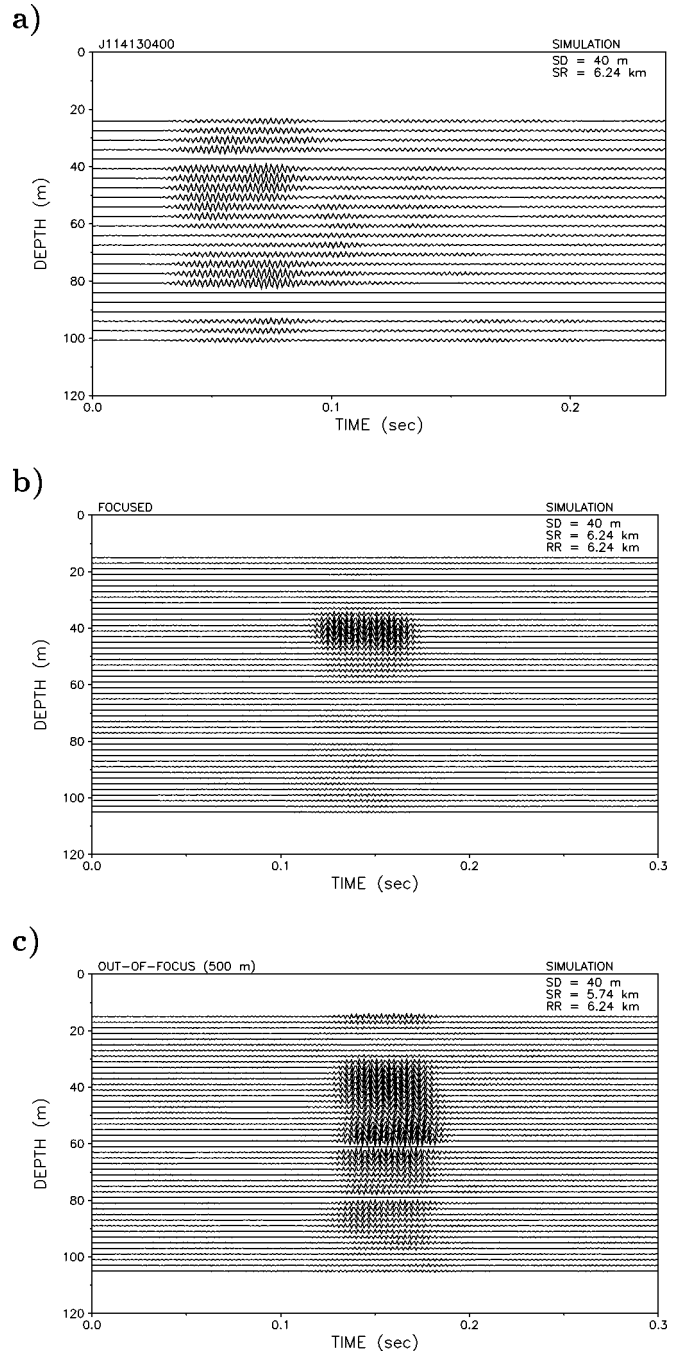 a)
J114130400 SIMULATION
SD = 40 m
SR = 6.24 km
0
20
40
60
80
100
120
DEPTH (m)
0.0 0.1 0.2
TIME (sec)
b)
FOCUSED SIMULATION
SD = 40 m
SR = 6.24 km
RR = 6.24 km
0
20
40
60
80
100
120
DEPTH (m)
0.0 0.1 0.2 0.3
TIME (sec)
c)
OUT-OF-FOCUS (500 m) SIMULATION
SD = 40 m
SR = 5.74 km
RR = 6.24 km
0
20
40
60
80
100
120
DEPTH (m)
0.0 0.1 0.2 0.3
TIME (sec)